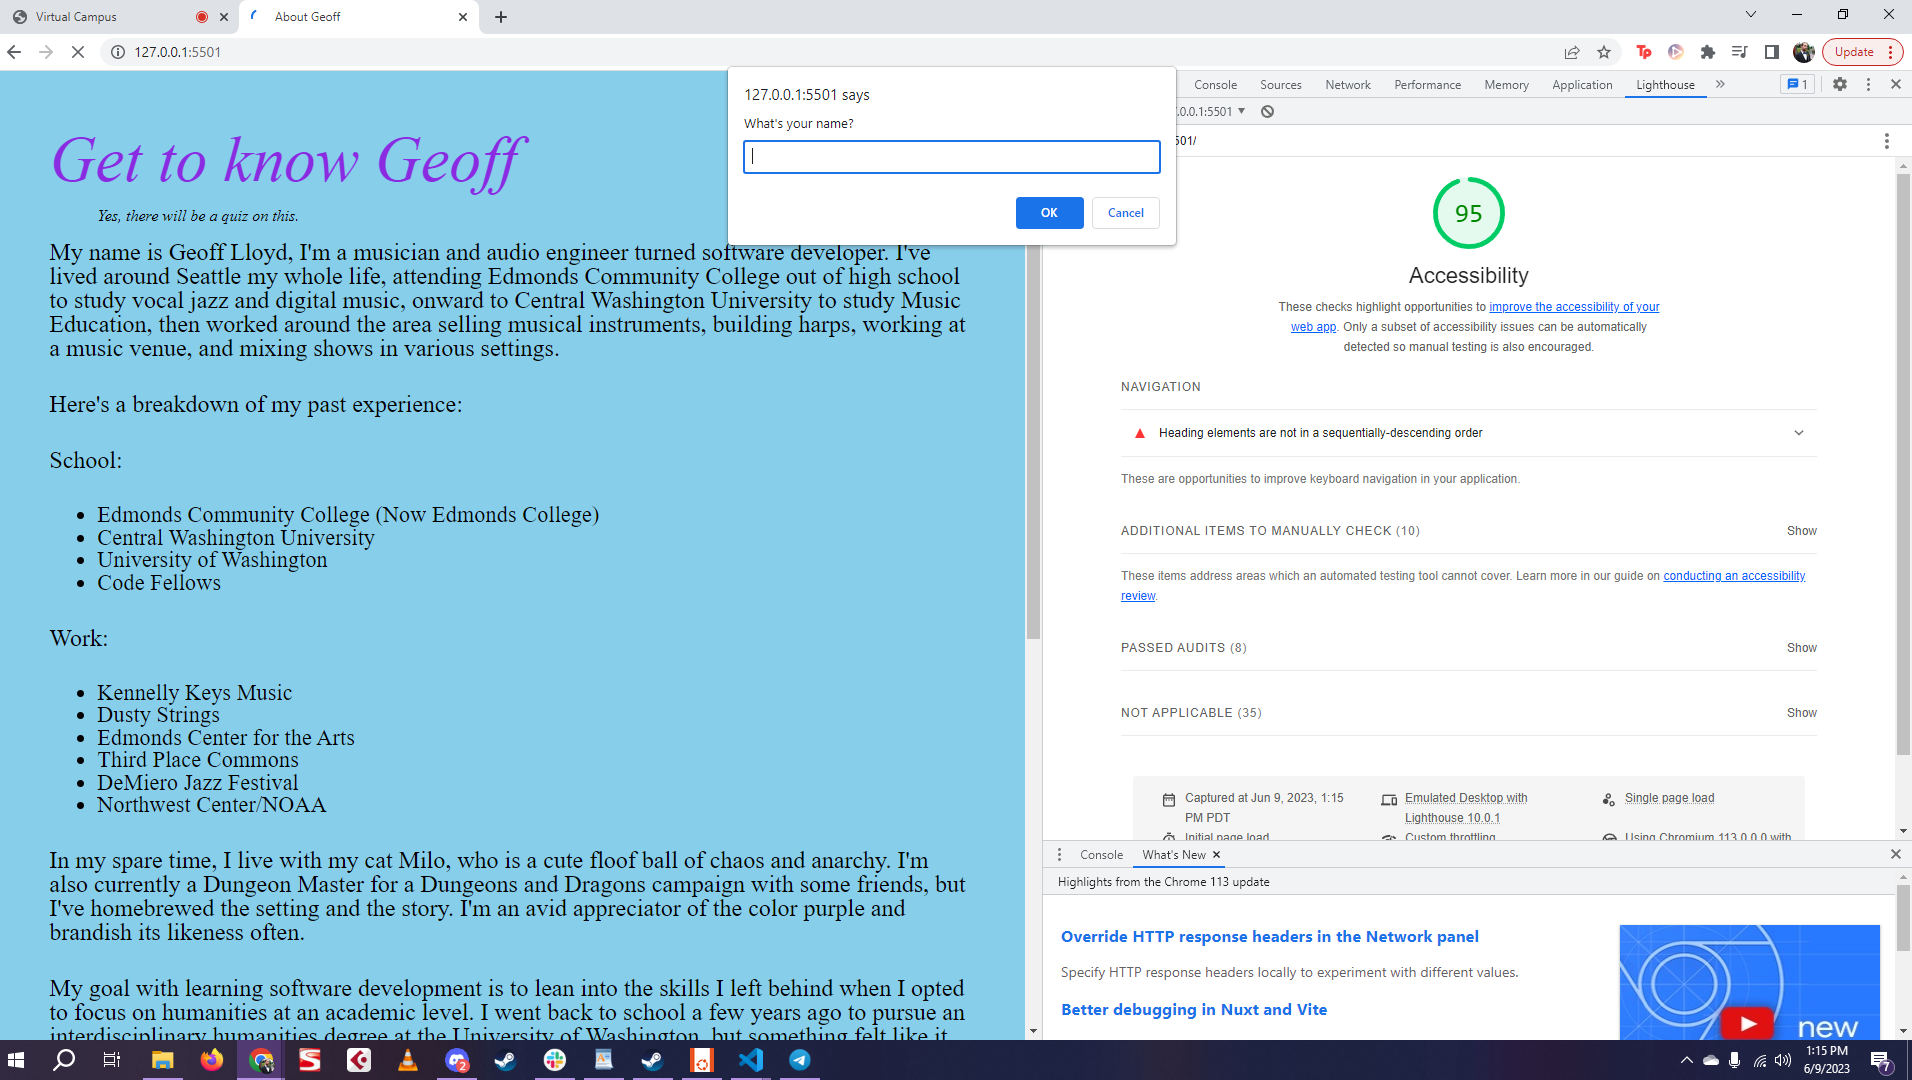 Virtual Campus
About Geoff
127.0.0.1:5501
Tp
Update
127.0.0.1:5501 says
What's your name?
OK
Cancel
Get to know Geoff
Yes, there will be a quiz on this.
My name is Geoff Lloyd, I'm a musician and audio engineer turned software developer. I've
lived around Seattle my whole life, attending Edmonds Community College out of high school
to study vocal jazz and digital music, onward to Central Washington University to study Music
Education, then worked around the area selling musical instruments, building harps, working at
a music venue, and mixing shows in various settings.
Here's a breakdown of my past experience:
School:
Edmonds Community College (Now Edmonds College)
Central Washington University
University of Washington
Code Fellows
Work:
Kennelly Keys Music
Dusty Strings
Edmonds Center for the Arts
Third Place Commons
DeMiero Jazz Festival
Northwest Center/NOAA
In my spare time, I live with my cat Milo, who is a cute floof ball of chaos and anarchy. I'm
also currently a Dungeon Master for a Dungeons and Dragons campaign with some friends, but
I've homebrewed the setting and the story. I'm an avid appreciator of the color purple and
brandish its likeness often.
My goal with learning software development is to lean into the skills I left behind when I opted
to focus on humanities at an academic level. I went back to school a few years ago to pursue an
interdisciplinary humanities degree at the University of Washington, but something felt like it
Console
Sources
Network
Performance
Memory
Application
Lighthouse
1
.0.0.1:5501
501/
95
Accessibility
These checks highlight opportunities to improve the accessibility of your
web app. Only a subset of accessibility issues can be automatically
detected so manual testing is also encouraged.
NAVIGATION
Heading elements are not in a sequentially-descending order
These are opportunities to improve keyboard navigation in your application.
ADDITIONAL ITEMS TO MANUALLY CHECK (10)
Show
These items address areas which an automated testing tool cannot cover. Learn more in our guide on conducting an accessibility
review.
PASSED AUDITS (8)
Show
NOT APPLICABLE (35)
Show
Captured at Jun 9, 2023, 1:15
PM PDT
Emulated Desktop with
Lighthouse 10.0.1
Single page load
Initial page load
Custom throttling
Using Chromium 113.0.0.0 with
Console
What's New
Highlights from the Chrome 113 update
Override HTTP response headers in the Network panel
Specify HTTP response headers locally to experiment with different values.
Better debugging in Nuxt and Vite
new
2
1:15 PM
6/9/2023
7